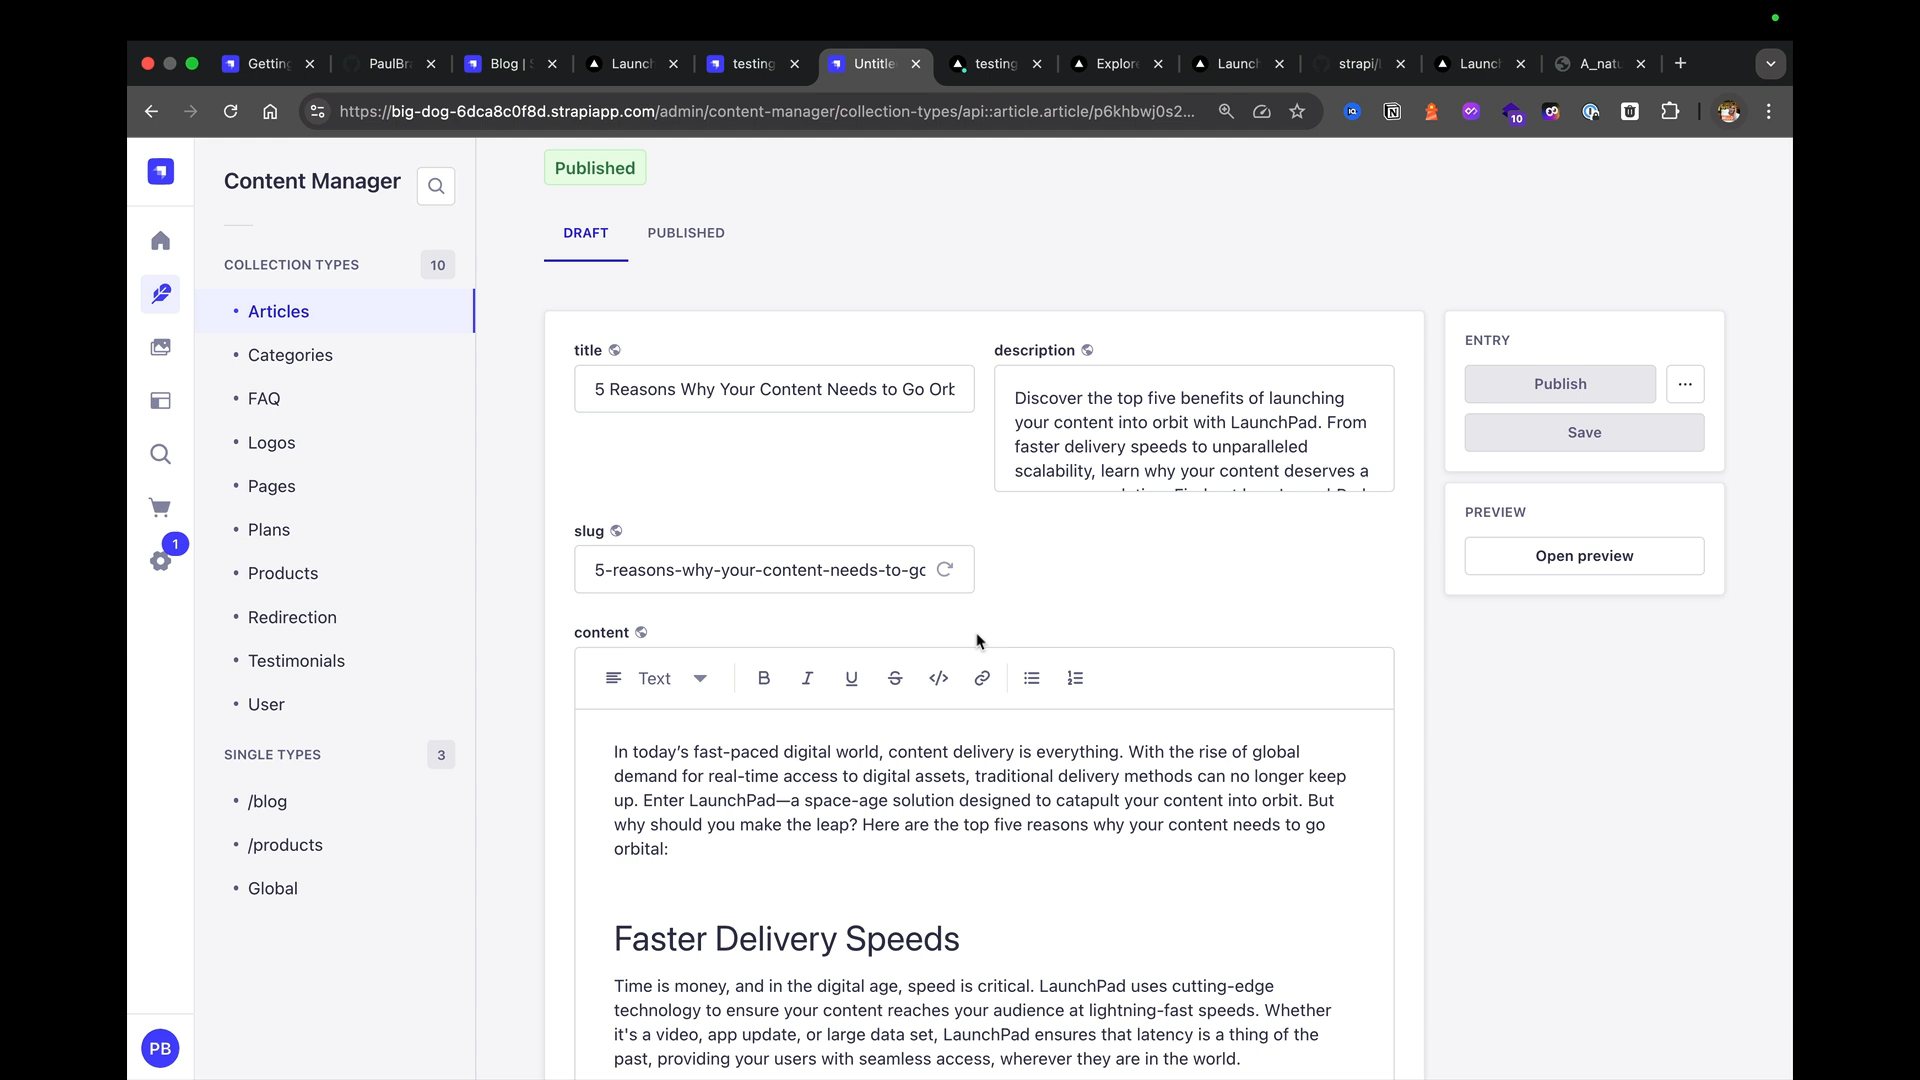 Getting
PaulBr
Blog | S
Launch
testing
Untitle
testing
Explore
Launch
strapi/l
Launch
A_natu
https://big-dog-6dca8c0f8d.strapiapp.com/admin/content-manager/collection-types/api::article.article/p6khbwj0s2...
10
Content Manager
COLLECTION TYPES 10
Articles
Categories
FAQ
Logos
Pages
Plans
Products
Redirection
Testimonials
User
SINGLE TYPES 3
/blog
/products
Global
1
PB
Published
DRAFT
PUBLISHED
title
5 Reasons Why Your Content Needs to Go Orb
description
Discover the top five benefits of launching
your content into orbit with LaunchPad. From
faster delivery speeds to unparalleled
scalability, learn why your content deserves a
slug
5-reasons-why-your-content-needs-to-go
content
Text
B I U S </>
In today’s fast-paced digital world, content delivery is everything. With the rise of global
demand for real-time access to digital assets, traditional delivery methods can no longer keep
up. Enter LaunchPad—a space-age solution designed to catapult your content into orbit. But
why should you make the leap? Here are the top five reasons why your content needs to go
orbital:
Faster Delivery Speeds
Time is money, and in the digital age, speed is critical. LaunchPad uses cutting-edge
technology to ensure your content reaches your audience at lightning-fast speeds. Whether
it's a video, app update, or large data set, LaunchPad ensures that latency is a thing of the
past, providing your users with seamless access, wherever they are in the world.
ENTRY
Publish
...
Save
PREVIEW
Open preview